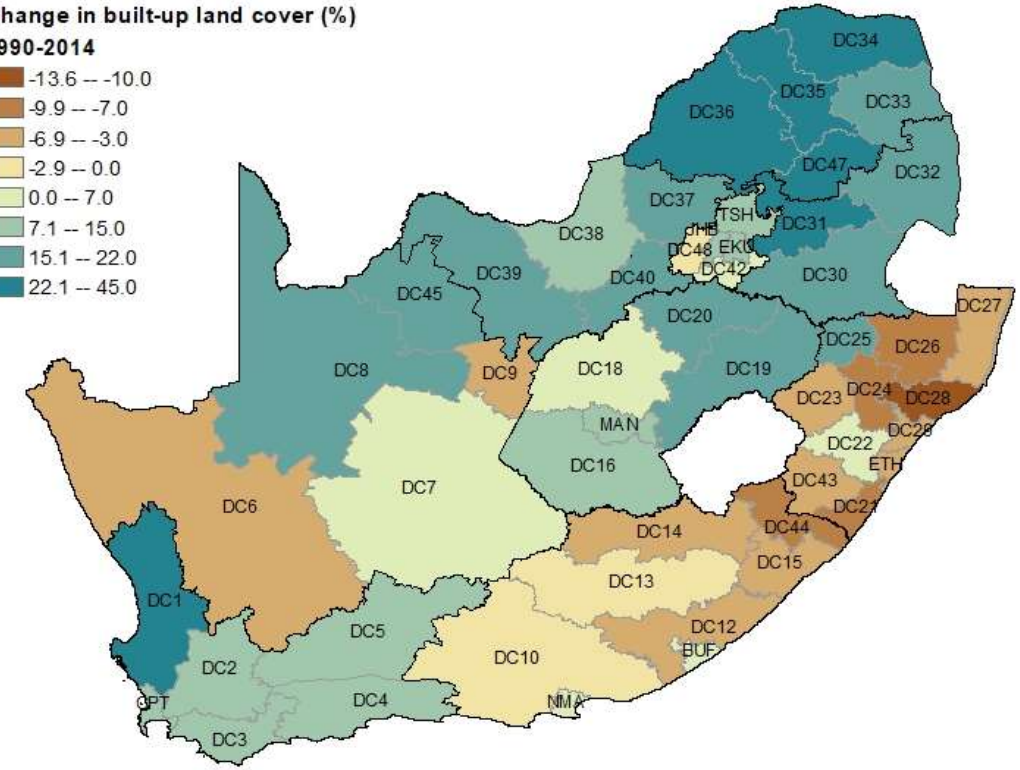 hange in built-up land cover (%)
990-2014
-13.6 -- -10.0
-9.9 -- -7.0
-6.9 -- -3.0
-2.9 -- 0.0
0.0 -- 7.0
7.1 -- 15.0
15.1 -- 22.0
22.1 -- 45.0
DC34
DC35
DC33
DC36
DC47
DC32
DC37
TSH
DC31
JHB
DC38
DC48
EKU
DC42
DC39
DC40
DC30
DC45
DC27
DC20
DC25
DC26
DC8
DC9
DC18
DC19
DC24
DC23
DC28
MAN
DC29
DC22
DC16
ETH
DC7
DC43
DC6
DC21
DC14
DC44
DC15
DC13
DC1
DC5
DC12
BUF
DC10
DC2
DC4
NMA
CPT
DC3